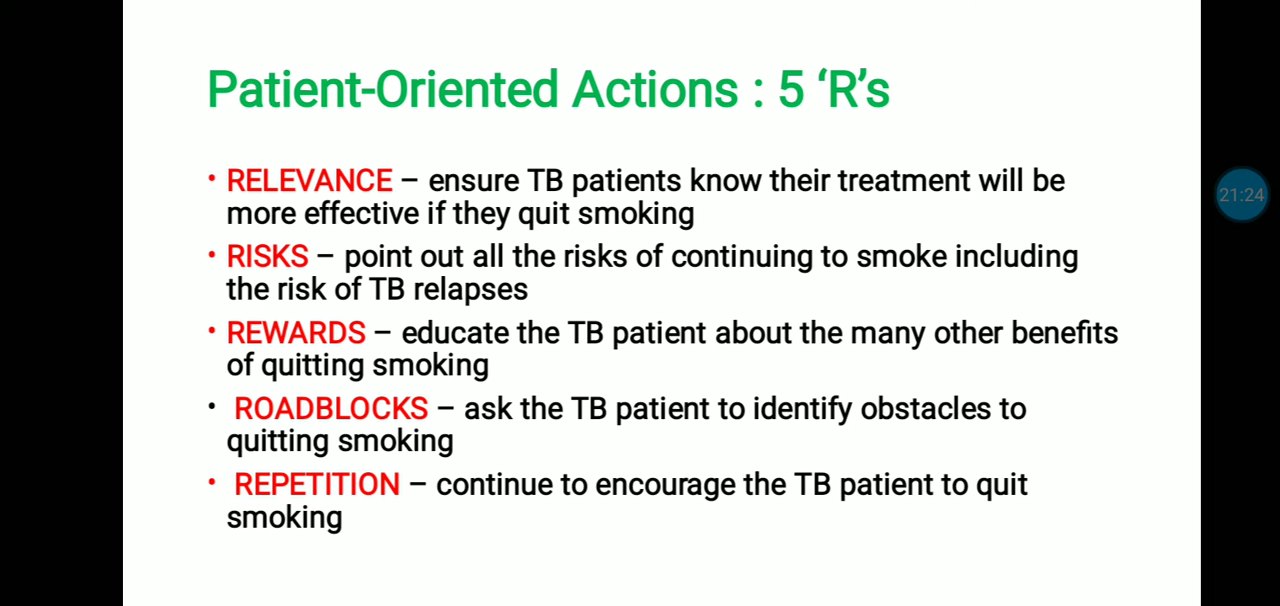 Patient-Oriented Actions : 5 ‘R’s
• RELEVANCE – ensure TB patients know their treatment will be
more effective if they quit smoking
• RISKS – point out all the risks of continuing to smoke including
the risk of TB relapses
• REWARDS – educate the TB patient about the many other benefits
of quitting smoking
• ROADBLOCKS – ask the TB patient to identify obstacles to
quitting smoking
• REPETITION – continue to encourage the TB patient to quit
smoking
21:24